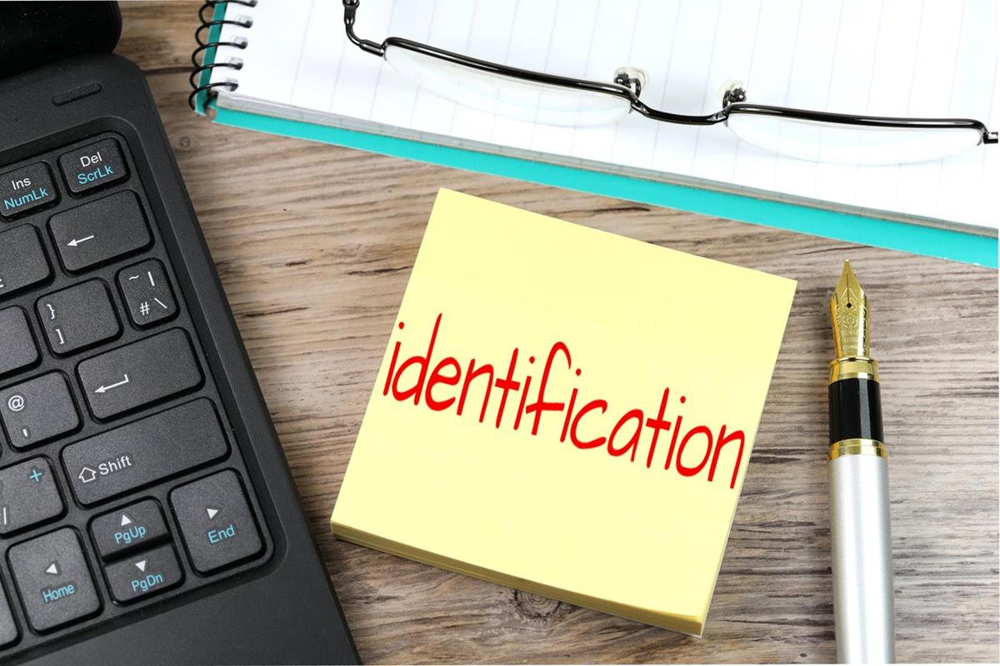 identification
Del
ScrLk
Ins
NumLk
~ |
# \
}
]
@
'
Shift
+
/
PgUp
End
PgDn
Home